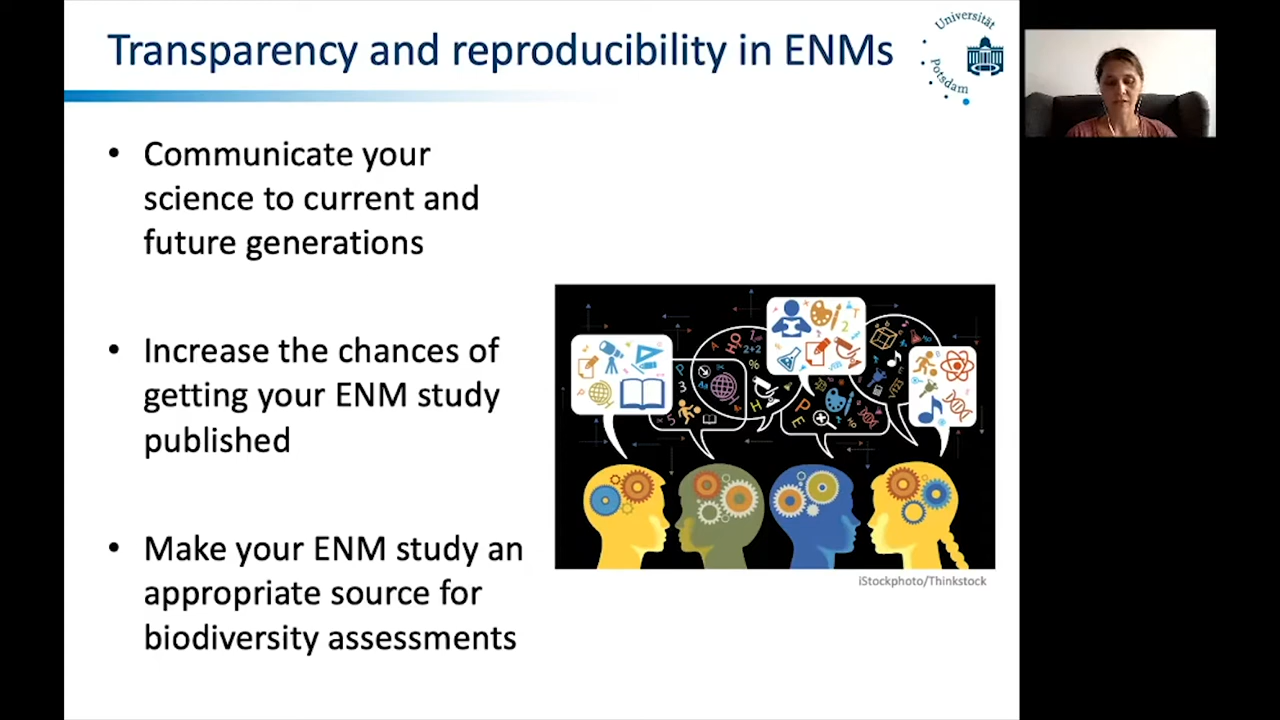 Transparency and reproducibility in ENMs
Universität
Potsdam
• Communicate your
science to current and
future generations
• Increase the chances of
getting your ENM study
published
• Make your ENM study an
appropriate source for
biodiversity assessments
iStockphoto/Thinkstock